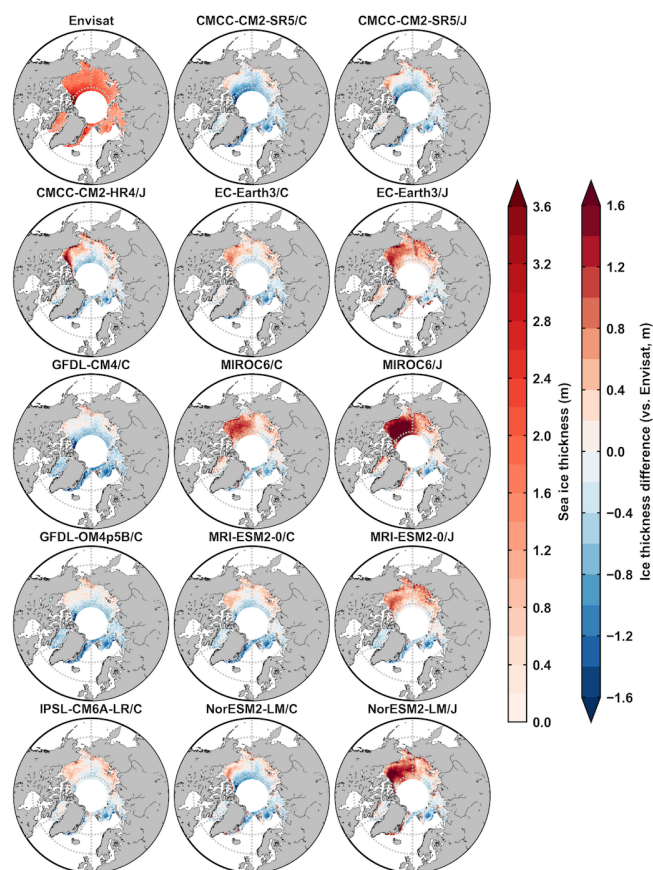 Envisat
CMCC-CM2-SR5/C
CMCC-CM2-SR5/J
CMCC-CM2-HR4/J
EC-Earth3/C
EC-Earth3/J
GFDL-CM4/C
MIROC6/C
MIROC6/J
GFDL-OM4p5B/C
MRI-ESM2-0/C
MRI-ESM2-0/J
IPSL-CM6A-LR/C
NorESM2-LM/C
NorESM2-LM/J
3.6
3.2
2.8
2.4
2.0
1.6
1.2
0.8
0.4
0.0
Sea ice thickness (m)
1.6
1.2
0.8
0.4
0.0
−0.4
−0.8
−1.2
−1.6
Ice thickness difference (vs. Envisat, m)